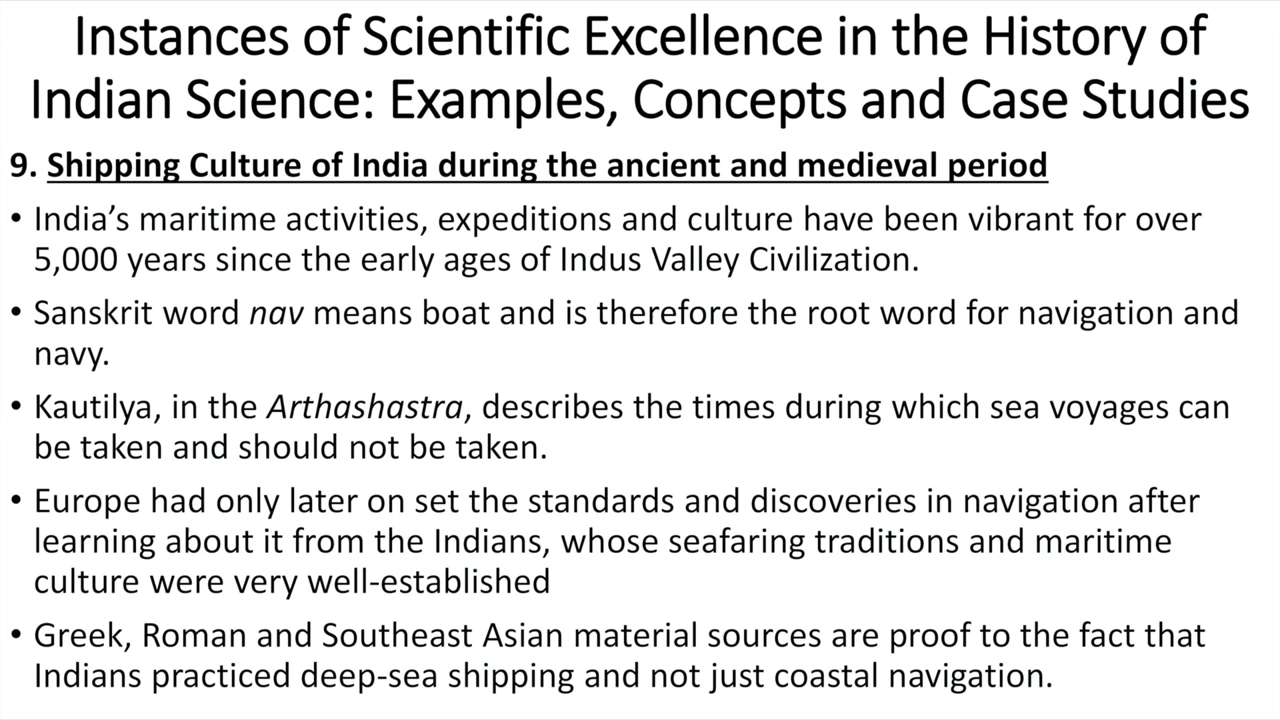 Instances of Scientific Excellence in the History of
Indian Science: Examples, Concepts and Case Studies
9. Shipping Culture of India during the ancient and medieval period
• India’s maritime activities, expeditions and culture have been vibrant for over
5,000 years since the early ages of Indus Valley Civilization.
• Sanskrit word nav means boat and is therefore the root word for navigation and
navy.
• Kautilya, in the Arthashastra, describes the times during which sea voyages can
be taken and should not be taken.
• Europe had only later on set the standards and discoveries in navigation after
learning about it from the Indians, whose seafaring traditions and maritime
culture were very well-established
• Greek, Roman and Southeast Asian material sources are proof to the fact that
Indians practiced deep-sea shipping and not just coastal navigation.